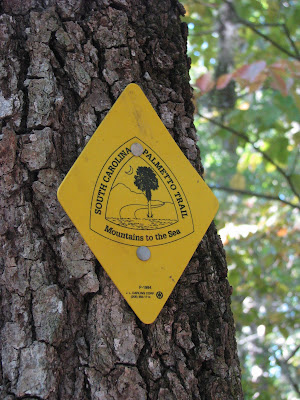 SOUTH CAROLINA
PALMETTO TRAIL
Mountains to the Sea